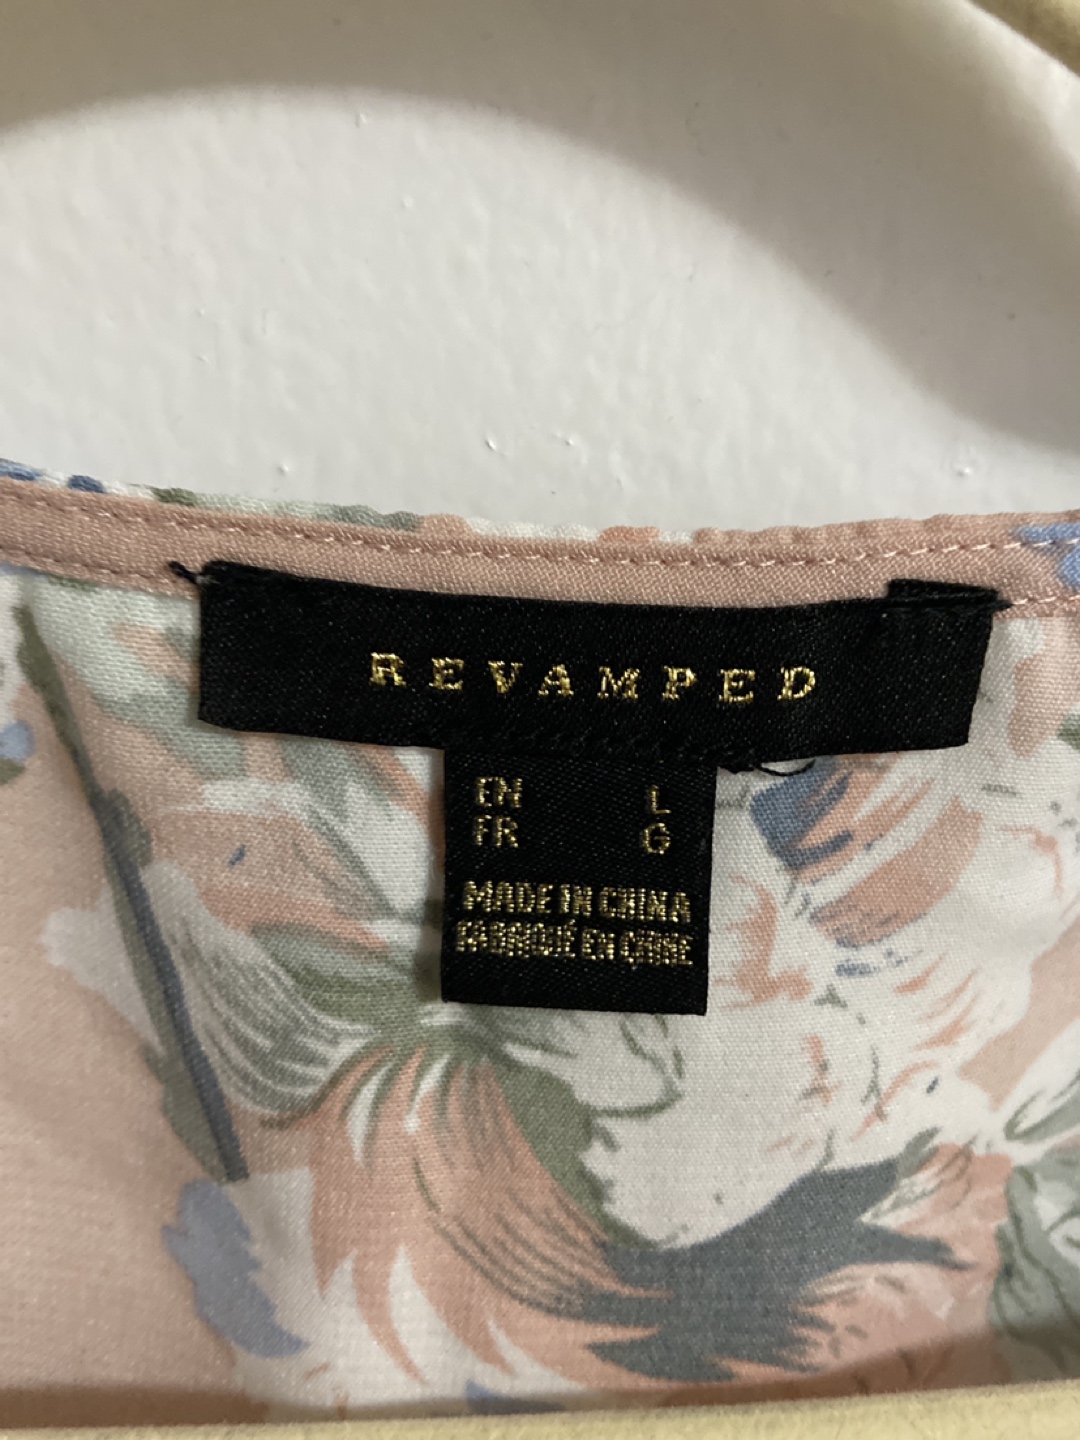 REVAMPED
EN L
FR G
MADE IN CHINA
FABRIQUÉ EN CHINE